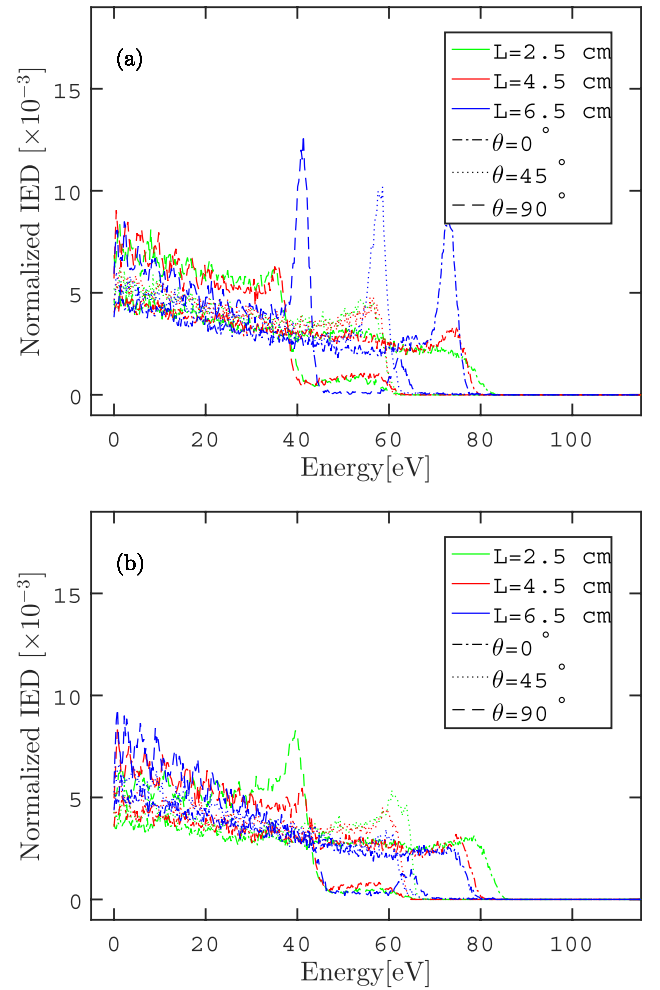 (a)
L=2.5 cm
L=4.5 cm
L=6.5 cm
θ=0 °
θ=45 °
θ=90 °
Normalized IED [×10⁻³]
15
10
5
0
0 20 40 60 80 100
Energy[eV]
(b)
L=2.5 cm
L=4.5 cm
L=6.5 cm
θ=0 °
θ=45 °
θ=90 °
Normalized IED [×10⁻³]
15
10
5
0
0 20 40 60 80 100
Energy[eV]